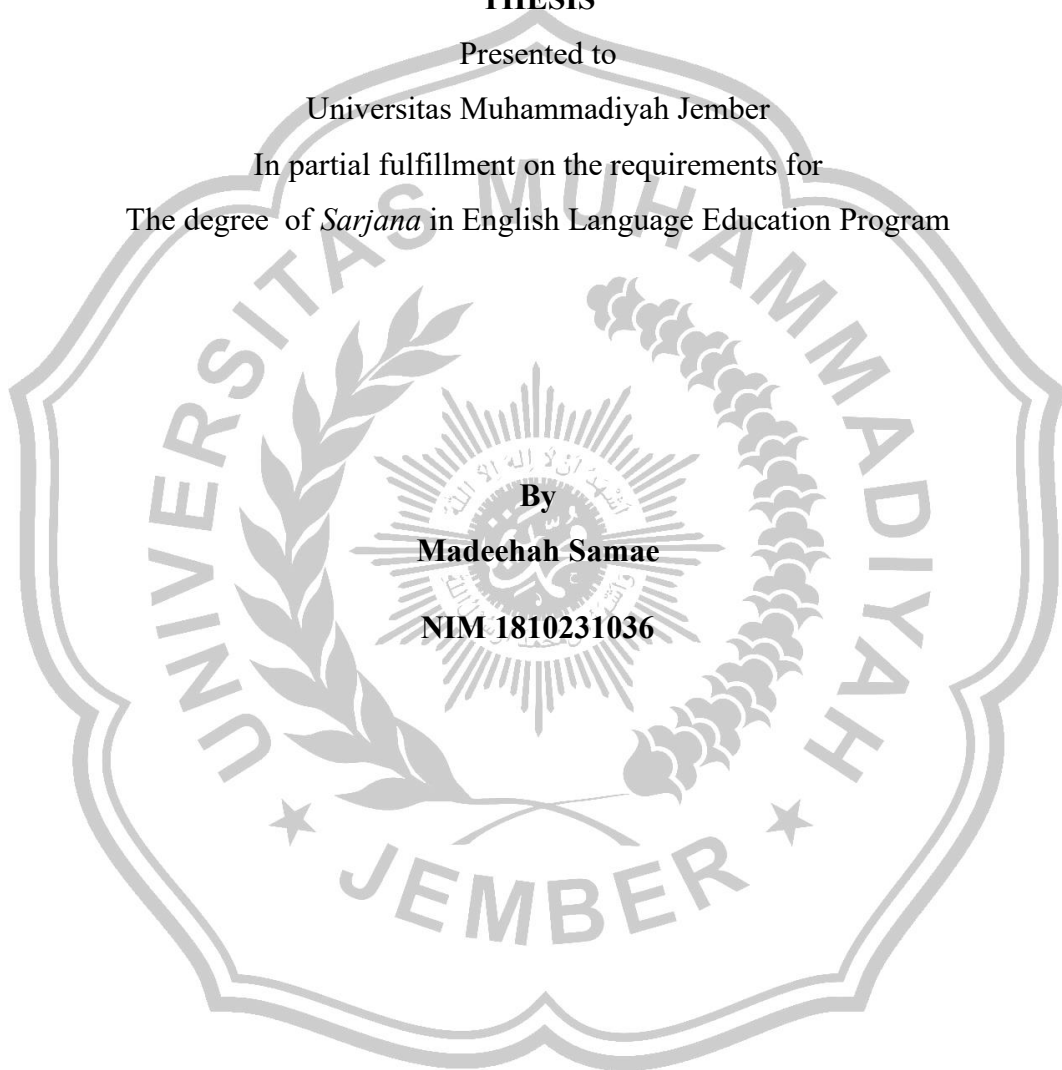 THESIS
Presented to
Universitas Muhammadiyah Jember
In partial fulfillment on the requirements for
The degree of Sarjana in English Language Education Program
UNIVERSITAS MUHAMMADIYAH
By
Madeehah Samae
NIM 1810231036
JEMBER